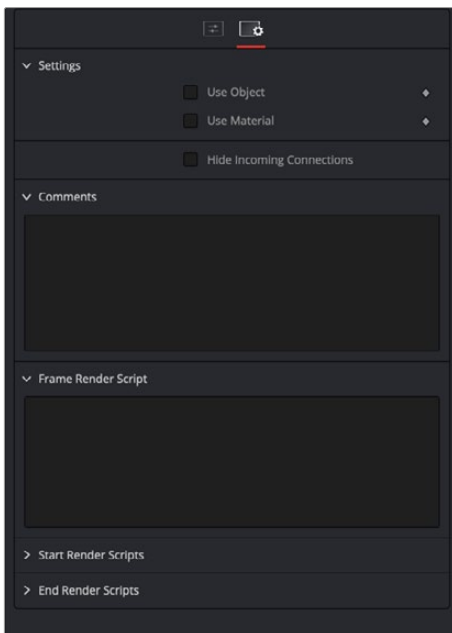 Settings
Use Object
Use Material
Hide Incoming Connections
Comments
Frame Render Script
Start Render Scripts
End Render Scripts